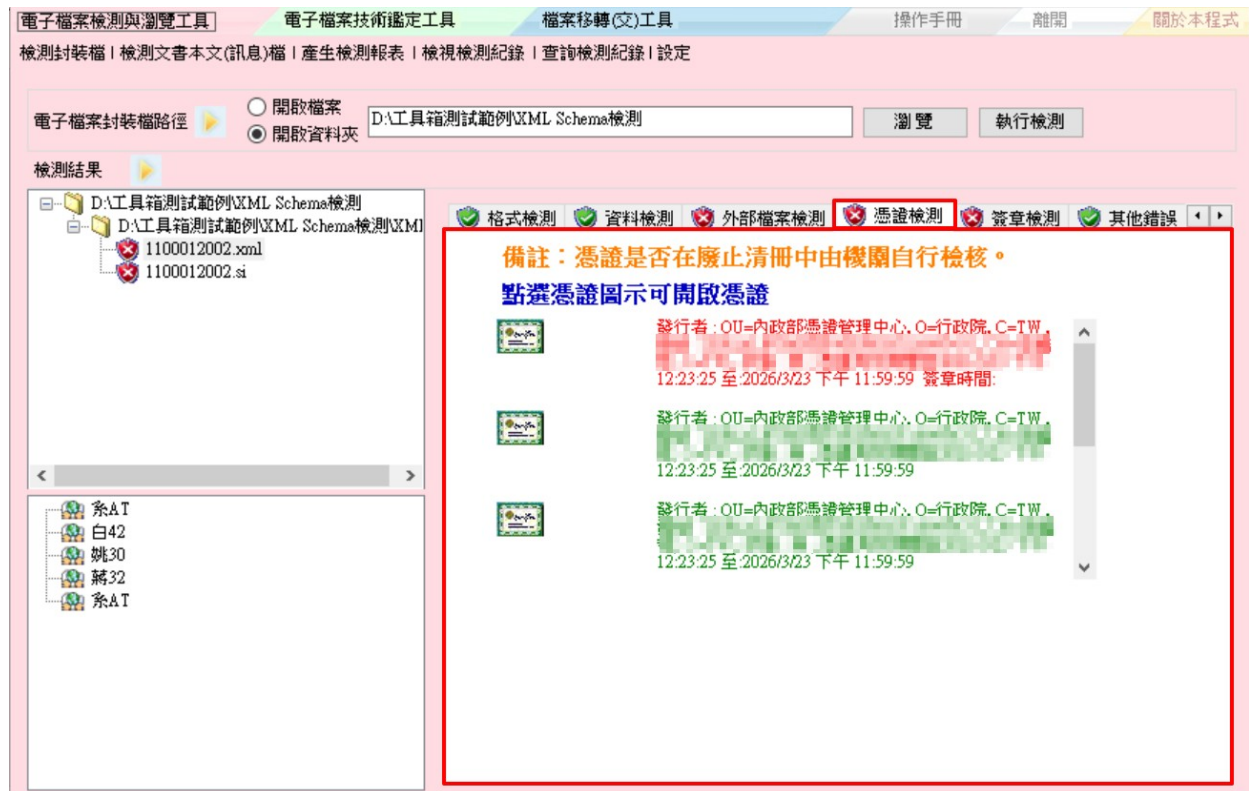 電子檔案檢測與瀏覽工具 電子檔案技術鑑定工具 檔案移轉(交)工具 操作手冊 離開 關於本程式
檢測封裝檔 | 檢測文書本文(訊息)檔 | 產生檢測報表 | 檢視檢測紀錄 | 查詢檢測紀錄 | 設定
電子檔案封裝檔路徑
開啟檔案
開啟資料夾
D:\工具箱測試範例\XML Schema檢測
瀏覽 執行檢測
檢測結果
D:\工具箱測試範例\XML Schema檢測
D:\工具箱測試範例\XML Schema檢測\XMl
1100012002.xml
1100012002.si
糸AT
白42
姚30
蔣32
糸AT
格式檢測 資料檢測 外部檔案檢測 憑證檢測 簽章檢測 其他錯誤
備註：憑證是否在廢止清冊中由機關自行檢核。
點選憑證圖示可開啟憑證
發行者 : OU=內政部憑證管理中心, O=行政院, C=TW ,
12:23:25 至:2026/3/23 下午 11:59:59 簽章時間:
發行者 : OU=內政部憑證管理中心, O=行政院, C=TW ,
12:23:25 至:2026/3/23 下午 11:59:59
發行者 : OU=內政部憑證管理中心, O=行政院, C=TW ,
12:23:25 至:2026/3/23 下午 11:59:59